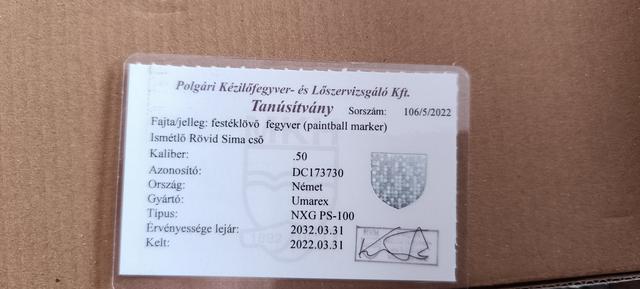 Polgári Kézilőfegyver- és Lőszervizsgáló Kft.
Tanúsítvány Sorszám: 106/5/2022
Fajta/jelleg: festéklövő fegyver (paintball marker)
Ismétlő Rövid Sima cső
Kaliber: .50
Azonosító: DC173730
Ország: Német
Gyártó: Umarex
Típus: NXG PS-100
Érvényessége lejár: 2032.03.31
Kelt: 2022.03.31